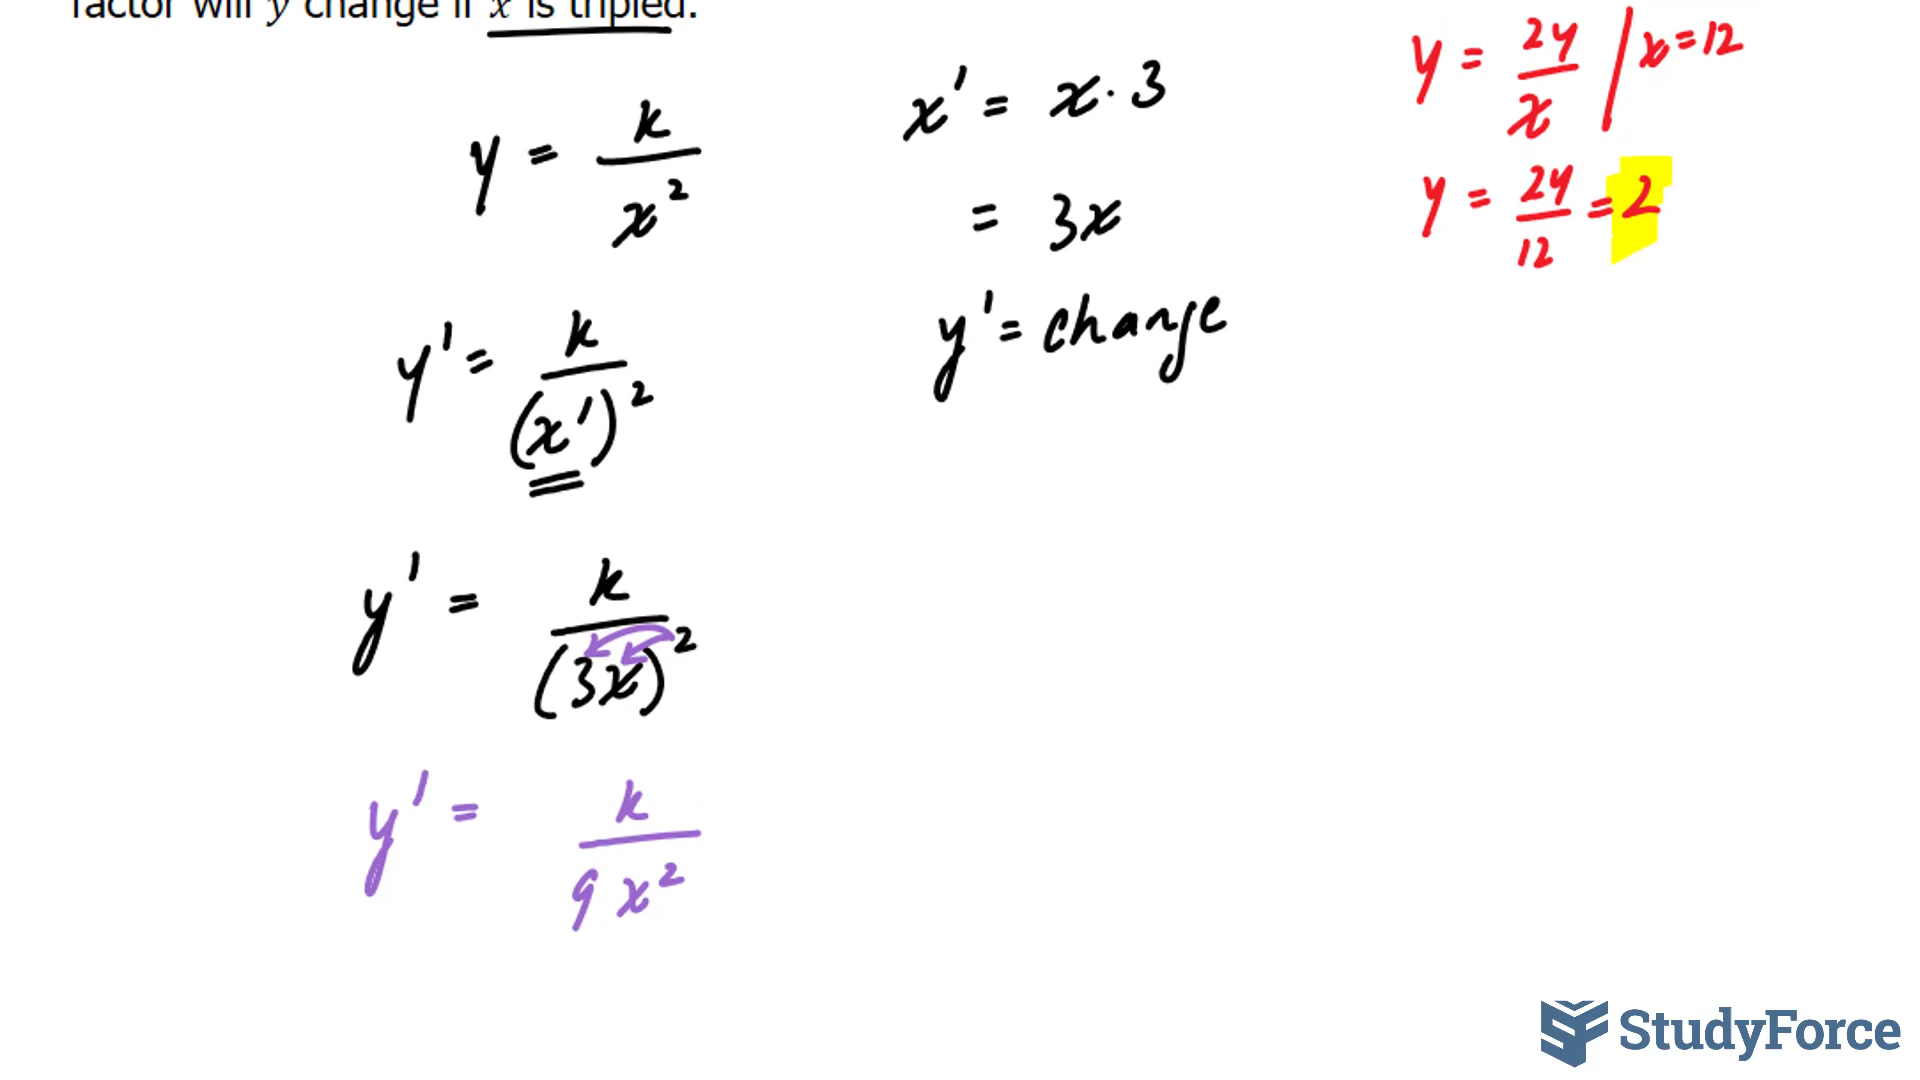 factor will y change if x is tripled.
y = k / x²
x' = x · 3
= 3x
y' = change
y = 24 / x | x = 12
y = 24 / 12 = 2
y' = k / (x')²
y' = k / (3x)²
y' = k / 9x²
StudyForce